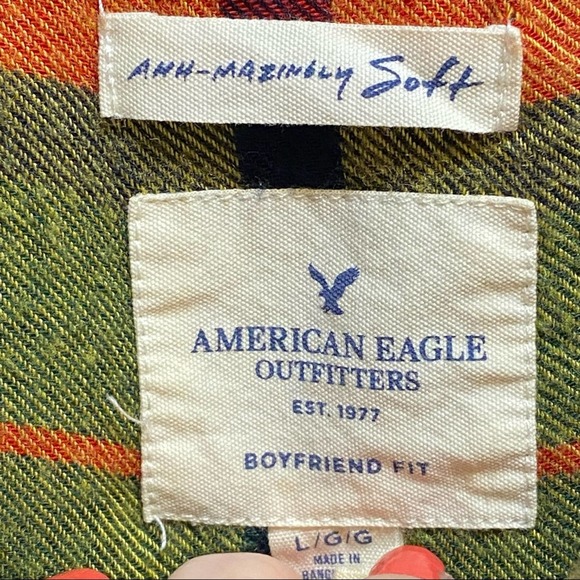 AHH-MAZINGLY Soft
AMERICAN EAGLE
OUTFITTERS
EST. 1977
BOYFRIEND FIT
L/G/G
MADE IN